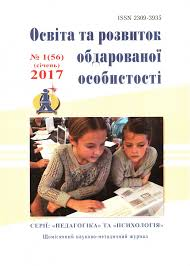 ISSN 2309-3935
Освіта та розвиток
обдарованої
особистості
№ 1(56)
(січень)
2017
СЕРІЇ: «ПЕДАГОГІКА» ТА «ПСИХОЛОГІЯ»
Щомісячний науково-методичний журнал